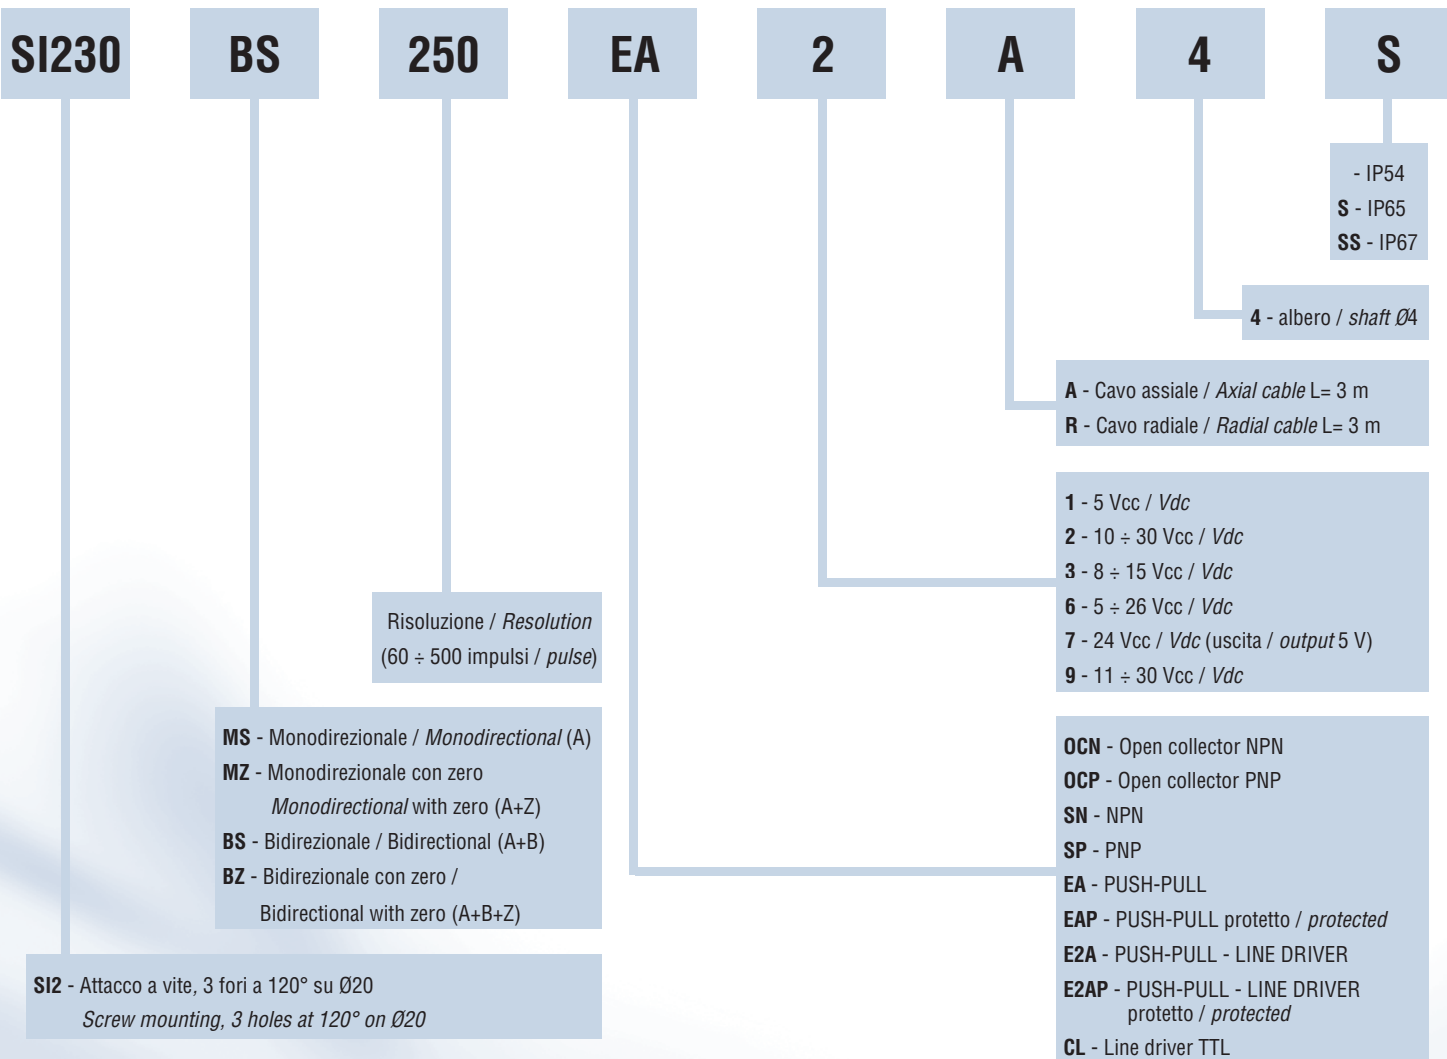 SI230 BS 250 EA 2 A 4 S
- IP54
S - IP65
SS - IP67
4 - albero / shaft Ø4
A - Cavo assiale / Axial cable L= 3 m
R - Cavo radiale / Radial cable L= 3 m
1 - 5 Vcc / Vdc
2 - 10 ÷ 30 Vcc / Vdc
3 - 8 ÷ 15 Vcc / Vdc
6 - 5 ÷ 26 Vcc / Vdc
7 - 24 Vcc / Vdc (uscita / output 5 V)
9 - 11 ÷ 30 Vcc / Vdc
Risoluzione / Resolution
(60 ÷ 500 impulsi / pulse)
MS - Monodirezionale / Monodirectional (A)
MZ - Monodirezionale con zero
Monodirectional with zero (A+Z)
BS - Bidirezionale / Bidirectional (A+B)
BZ - Bidirezionale con zero /
Bidirectional with zero (A+B+Z)
OCN - Open collector NPN
OCP - Open collector PNP
SN - NPN
SP - PNP
EA - PUSH-PULL
EAP - PUSH-PULL protetto / protected
E2A - PUSH-PULL - LINE DRIVER
E2AP - PUSH-PULL - LINE DRIVER
protetto / protected
CL - Line driver TTL
SI2 - Attacco a vite, 3 fori a 120° su Ø20
Screw mounting, 3 holes at 120° on Ø20